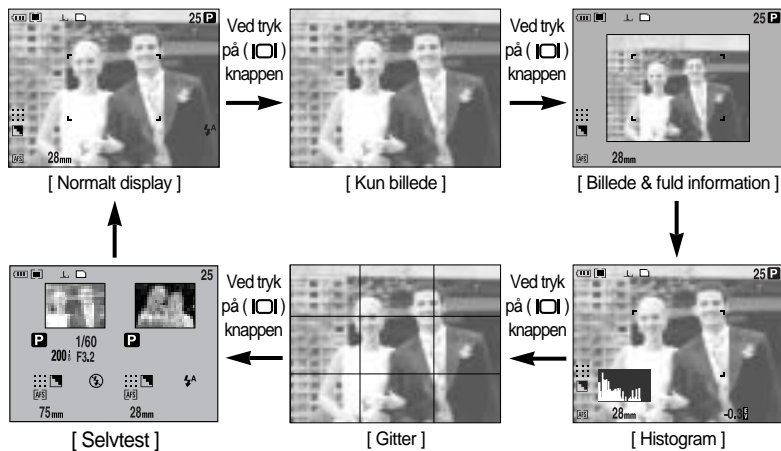 25 P
AFS
28mm
A
[ Normalt display ]
Ved tryk
på ( |O| )
knappen
[ Kun billede ]
Ved tryk
på ( |O| )
knappen
25 P
AFS
28mm
[ Billede & fuld information ]
25 P
AFS
28mm
-0.3
[ Histogram ]
Ved tryk
på ( |O| )
knappen
[ Gitter ]
Ved tryk
på ( |O| )
knappen
25
P
1/60
200 F3.2
AFS
75mm
P
A
AFS
28mm
[ Selvtest ]